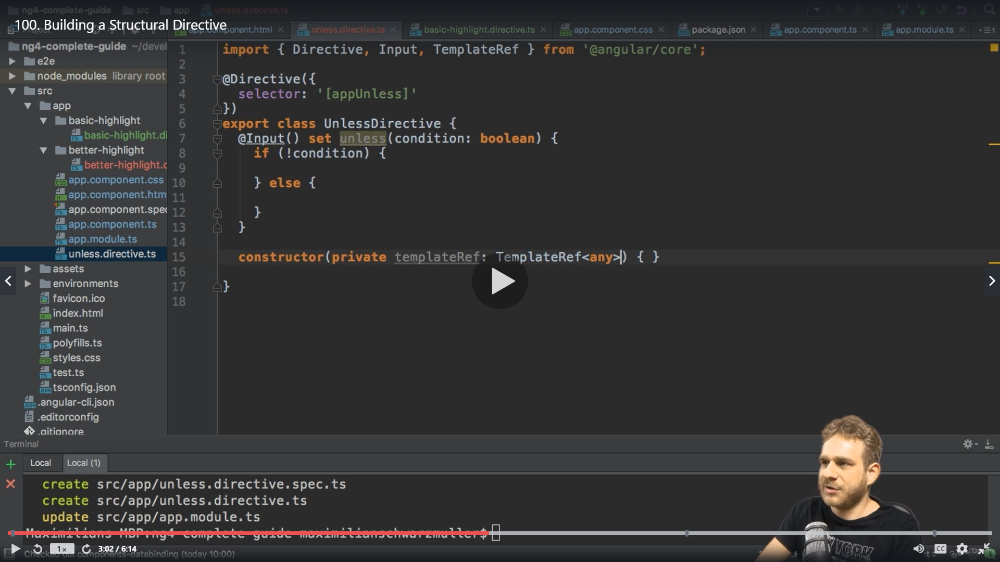 ng4-complete-guide src app unless.directive.ts
100. Building a Structural Directive
app.component.html unless.directive.ts basic-highlight.directive.ts app.component.css package.json app.component.ts app.module.ts
ng4-complete-guide ~/devel
e2e
node_modules library root
src
app
basic-highlight
basic-highlight.di
better-highlight
better-highlight.c
app.component.css
app.component.htm
app.component.spec
app.component.ts
app.module.ts
unless.directive.ts
assets
environments
favicon.ico
index.html
main.ts
polyfills.ts
styles.css
test.ts
tsconfig.json
.angular-cli.json
.editorconfig
.gitignore
1 import { Directive, Input, TemplateRef } from '@angular/core';
2
3 @Directive({
4 selector: '[appUnless]'
5 })
6 export class UnlessDirective {
7 @Input() set unless(condition: boolean) {
8 if (!condition) {
9
10 } else {
11
12 }
13 }
14
15 constructor(private templateRef: TemplateRef<any>) { }
16
17 }
18
Terminal
Local Local (1)
create src/app/unless.directive.spec.ts
create src/app/unless.directive.ts
update src/app/app.module.ts
Maximilians-MBP:ng4-complete-guide maximilianschwarzmuller$
1× 3:02 / 6:14 CC
Checked out components-databinding (today 10:00)
YORK